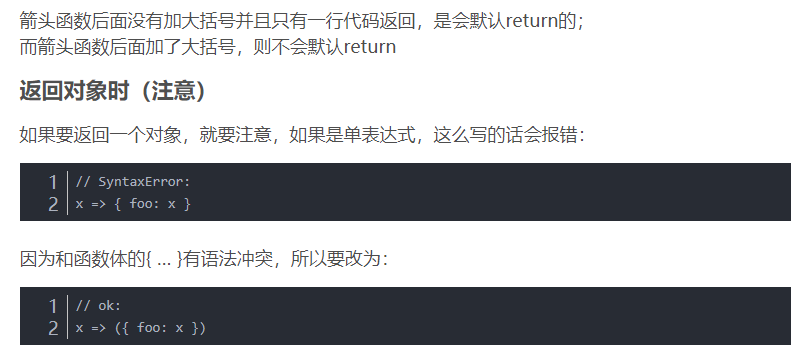 箭头函数后面没有加大括号并且只有一行代码返回，是会默认return的；
而箭头函数后面加了大括号，则不会默认return
返回对象时（注意）
如果要返回一个对象，就要注意，如果是单表达式，这么写的话会报错：
1 // SyntaxError:
2 x => { foo: x }
因为和函数体的{ ... }有语法冲突，所以要改为：
1 // ok:
2 x => ({ foo: x })